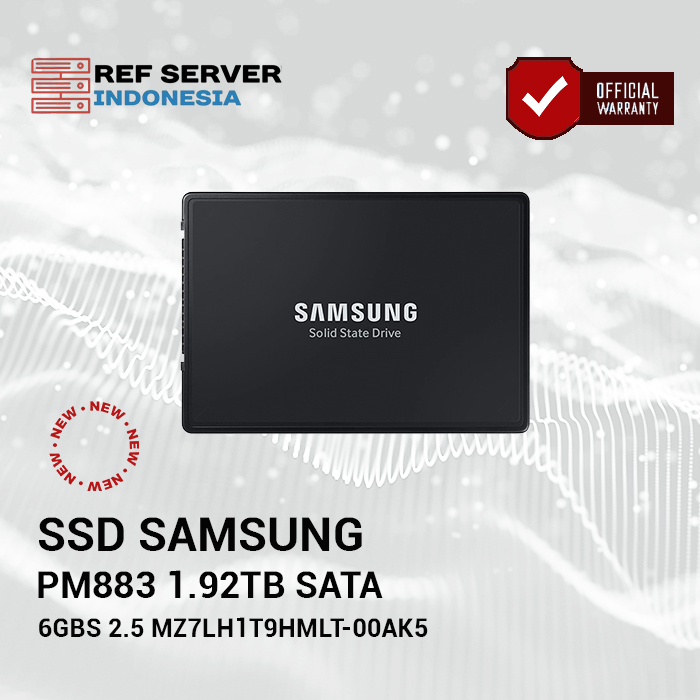 REF SERVER
INDONESIA
OFFICIAL
WARRANTY
SAMSUNG
Solid State Drive
NEW • NEW • NEW • NEW • NEW •
SSD SAMSUNG
PM883 1.92TB SATA
6GBS 2.5 MZ7LH1T9HMLT-00AK5